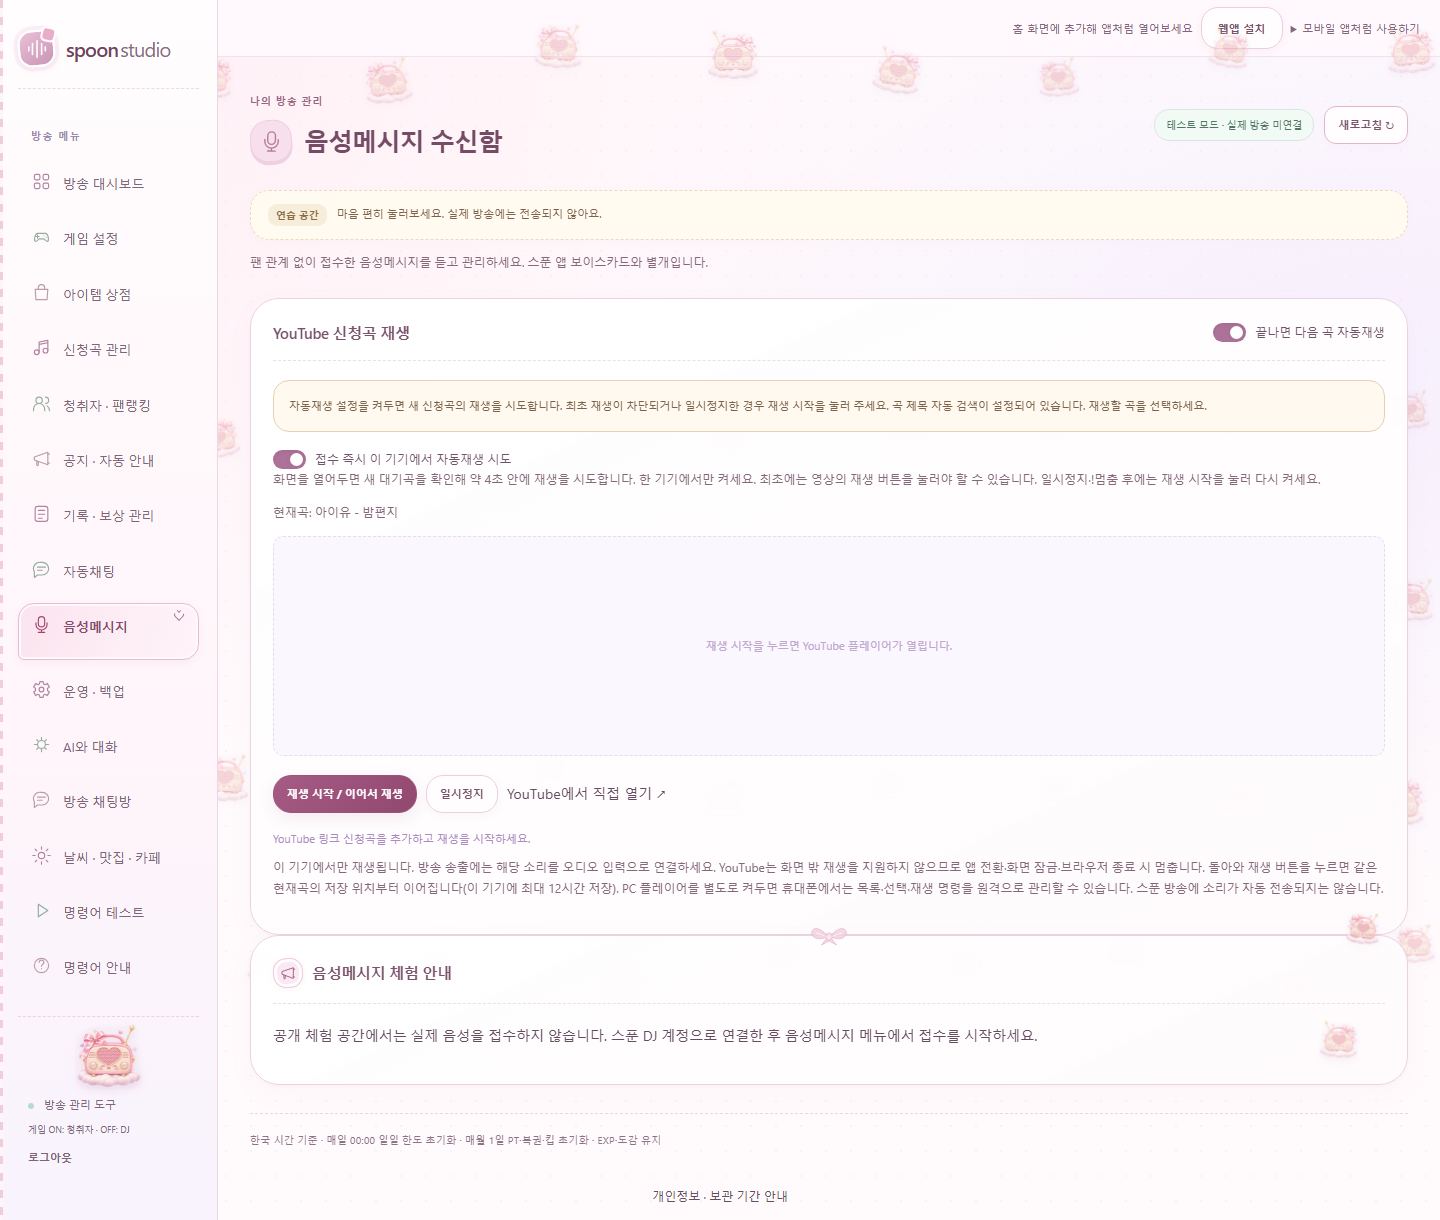 spoon studio
홈 화면에 추가해 앱처럼 열어보세요
웹앱 설치
▶ 모바일 앱처럼 사용하기
방송 메뉴
방송 대시보드
게임 설정
아이템 상점
신청곡 관리
청취자 · 팬랭킹
공지 · 자동 안내
기록 · 보상 관리
자동채팅
음성메시지
운영 · 백업
AI와 대화
방송 채팅방
날씨 · 맛집 · 카페
명령어 테스트
명령어 안내
방송 관리 도구
게임 ON: 청취자 · OFF: DJ
로그아웃
나의 방송 관리
음성메시지 수신함
테스트 모드 · 실제 방송 미연결
새로고침 ↻
연습 공간
마음 편히 눌러보세요. 실제 방송에는 전송되지 않아요.
팬 관계 없이 접수한 음성메시지를 듣고 관리하세요. 스푼 앱 보이스카드와 별개입니다.
YouTube 신청곡 재생
끝나면 다음 곡 자동재생
자동재생 설정을 켜두면 새 신청곡의 재생을 시도합니다. 최초 재생이 차단되거나 일시정지한 경우 재생 시작을 눌러 주세요. 곡 제목 자동 검색이 설정되어 있습니다. 재생할 곡을 선택하세요.
접수 즉시 이 기기에서 자동재생 시도
화면을 열어두면 새 대기곡을 확인해 약 4초 안에 재생을 시도합니다. 한 기기에서만 켜세요. 최초에는 영상의 재생 버튼을 눌러야 할 수 있습니다. 일시정지·!멈춤 후에는 재생 시작을 눌러 다시 켜세요.
현재곡: 아이유 - 밤편지
재생 시작을 누르면 YouTube 플레이어가 열립니다.
재생 시작 / 이어서 재생
일시정지
YouTube에서 직접 열기 ↗
YouTube 링크 신청곡을 추가하고 재생을 시작하세요.
이 기기에서만 재생됩니다. 방송 송출에는 해당 소리를 오디오 입력으로 연결하세요. YouTube는 화면 밖 재생을 지원하지 않으므로 앱 전환·화면 잠금·브라우저 종료 시 멈춥니다. 돌아와 재생 버튼을 누르면 같은
현재곡의 저장 위치부터 이어집니다(이 기기에 최대 12시간 저장). PC 플레이어를 별도로 켜두면 휴대폰에서는 목록·선택·재생 명령을 원격으로 관리할 수 있습니다. 스푼 방송에 소리가 자동 전송되지는 않습니다.
음성메시지 체험 안내
공개 체험 공간에서는 실제 음성을 접수하지 않습니다. 스푼 DJ 계정으로 연결한 후 음성메시지 메뉴에서 접수를 시작하세요.
한국 시간 기준 · 매일 00:00 일일 한도 초기화 · 매월 1일 PT·복권·킵 초기화 · EXP·도감 유지
개인정보 · 보관 기간 안내